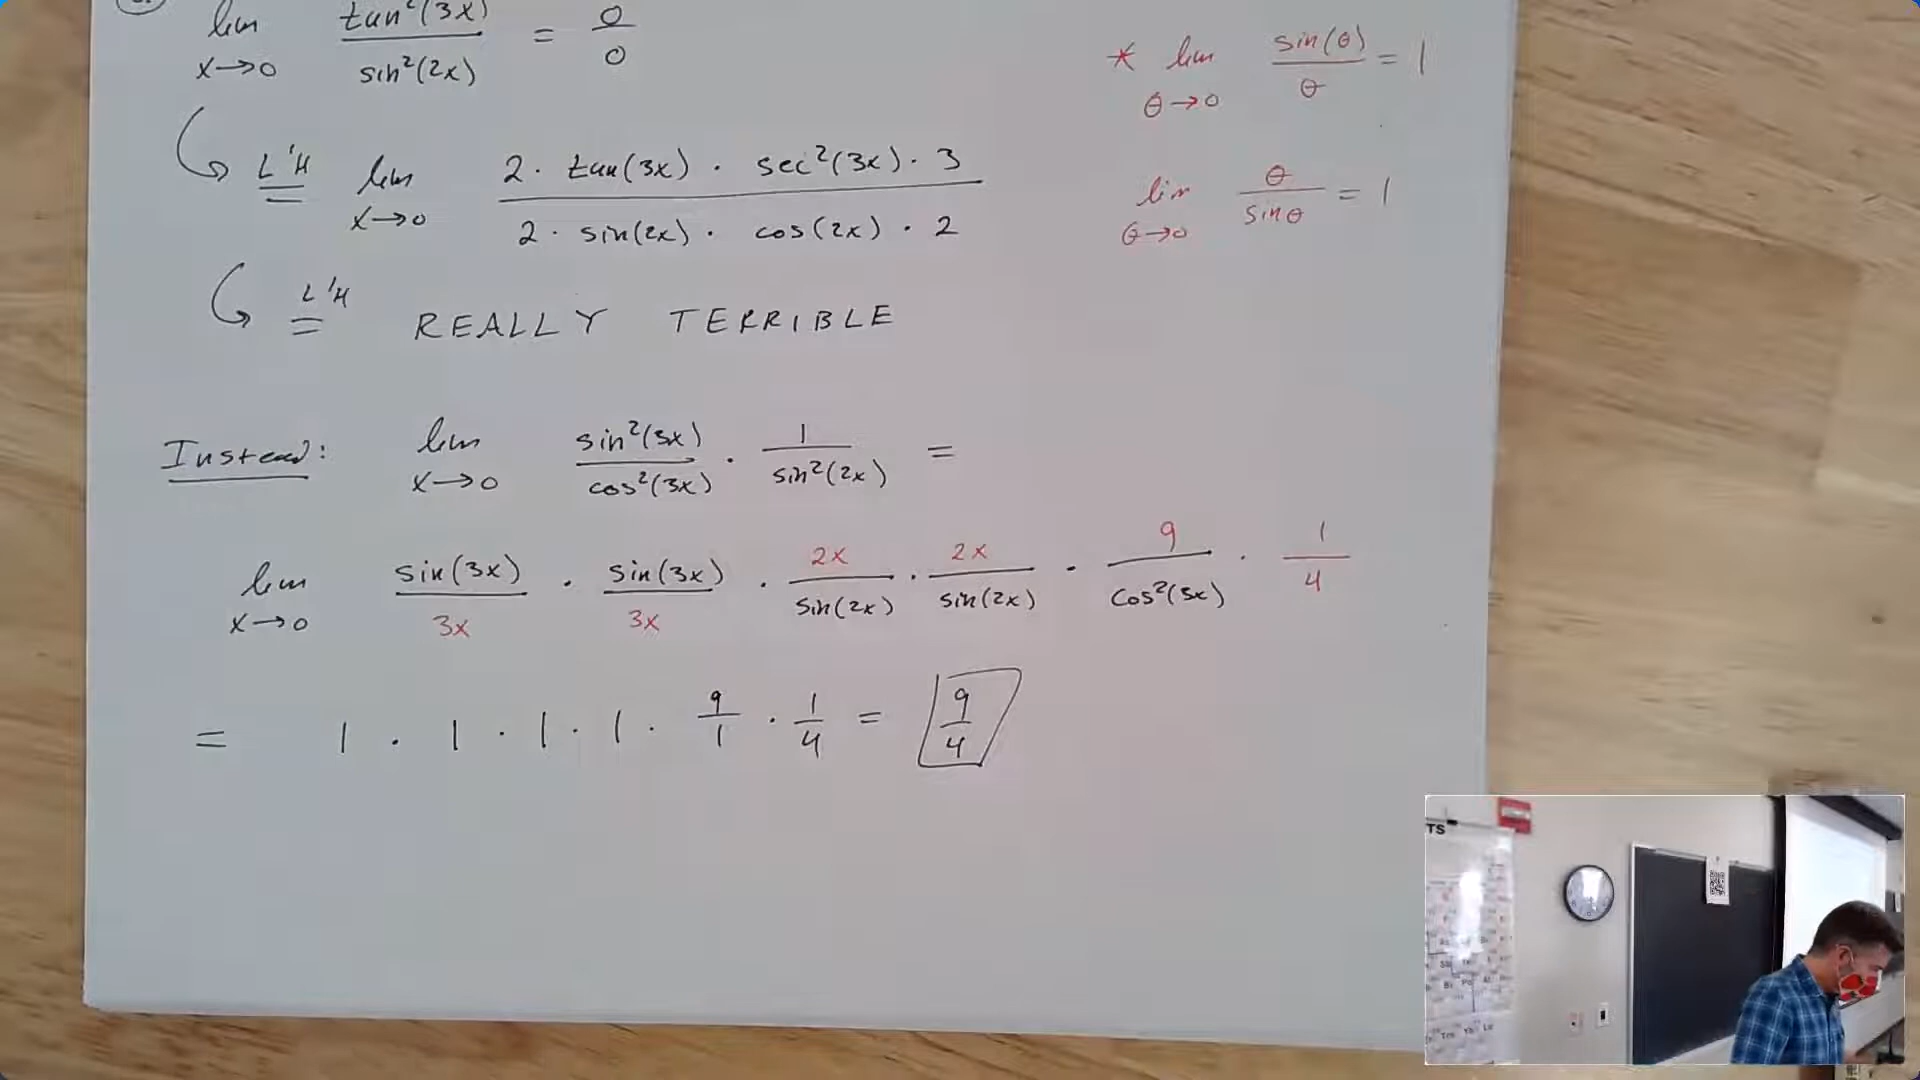 lim x→0 tan²(3x) / sin²(2x) = 0/0
* lim θ→0 sin(θ)/θ = 1
L'H lim x→0 2 · tan(3x) · sec²(3x) · 3 / 2 · sin(2x) · cos(2x) · 2
lim θ→0 θ/sinθ = 1
L'H = REALLY TERRIBLE
Instead: lim x→0 sin²(3x)/cos²(3x) · 1/sin²(2x) =
lim x→0 sin(3x)/3x · sin(3x)/3x · 2x/sin(2x) · 2x/sin(2x) · 9/cos²(3x) · 1/4
= 1 · 1 · 1 · 1 · 9/1 · 1/4 = 9/4
TS